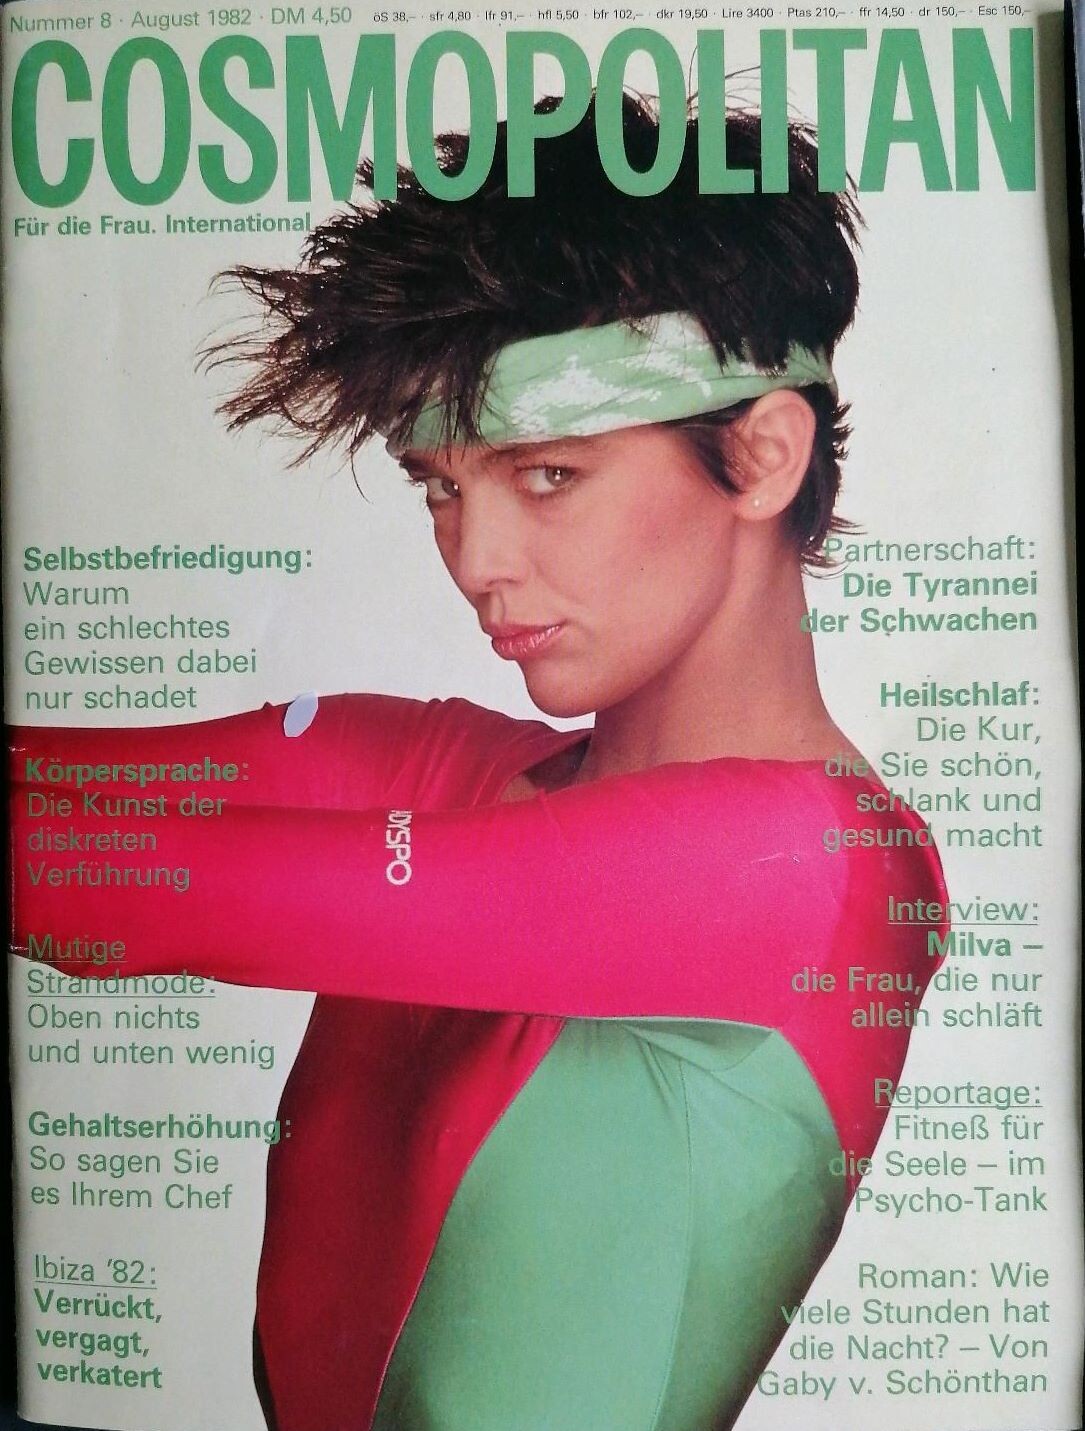 Nummer 8 · August 1982 · DM 4,50 öS 38,– · sfr 4,80 · lfr 91,– · hfl 5,50 · bfr 102,– · dkr 19,50 · Lire 3400 · Ptas 210,– · ffr 14,50 · dr 150,– · Esc 150,–
COSMOPOLITAN
Für die Frau. International
Selbstbefriedigung:
Warum
ein schlechtes
Gewissen dabei
nur schadet
Körpersprache:
Die Kunst der
diskreten
Verführung
Mutige
Strandmode:
Oben nichts
und unten wenig
Gehaltserhöhung:
So sagen Sie
es Ihrem Chef
Ibiza '82:
Verrückt,
vergagt,
verkatert
Partnerschaft:
Die Tyrannei
der Schwachen
Heilschlaf:
Die Kur,
die Sie schön,
schlank und
gesund macht
Interview:
Milva –
die Frau, die nur
allein schläft
Reportage:
Fitneß für
die Seele – im
Psycho-Tank
Roman: Wie
viele Stunden hat
die Nacht? – Von
Gaby v. Schönthan